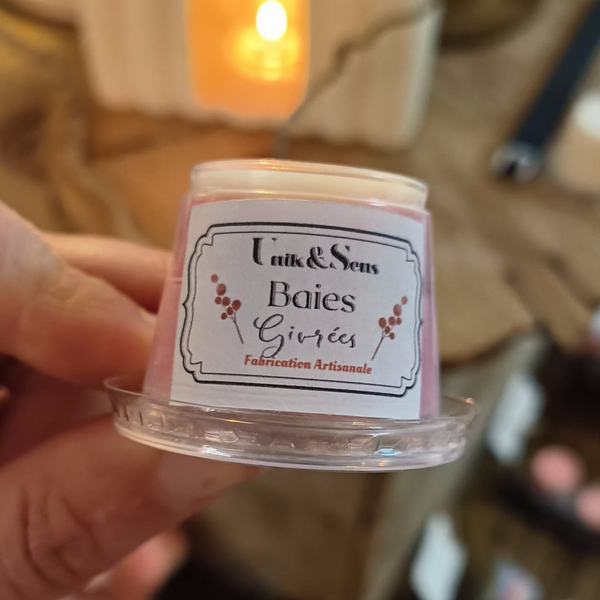 Unik&Sens
Baies
Givrées
Fabrication Artisanale